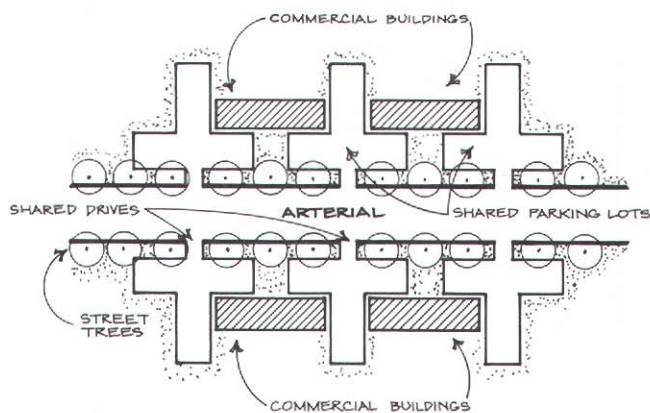 COMMERCIAL BUILDINGS
SHARED DRIVES
ARTERIAL
SHARED PARKING LOTS
STREET
TREES
COMMERCIAL BUILDINGS